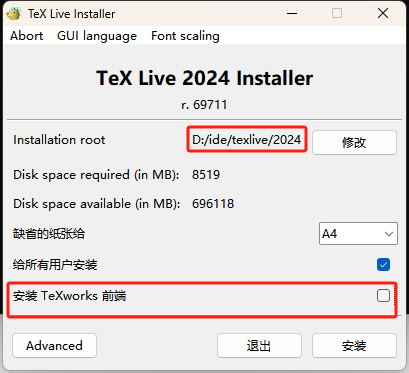 TeX Live Installer
Abort GUI language Font scaling
TeX Live 2024 Installer
r. 69711
Installation root D:/ide/texlive/2024 修改
Disk space required (in MB): 8519
Disk space available (in MB): 696118
缺省的纸张给 A4
给所有用户安装
安装 TeXworks 前端
Advanced 退出 安装